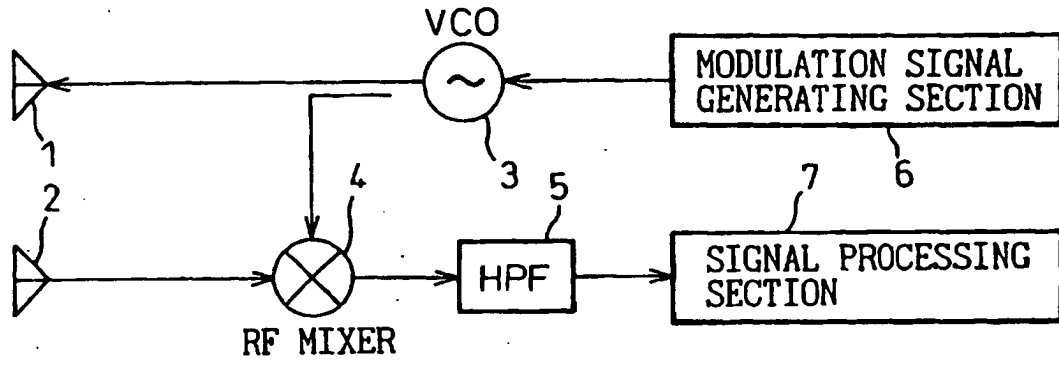 VCO
MODULATION SIGNAL
GENERATING SECTION
1
3
6
2
4
5
7
HPF
SIGNAL PROCESSING
SECTION
RF MIXER